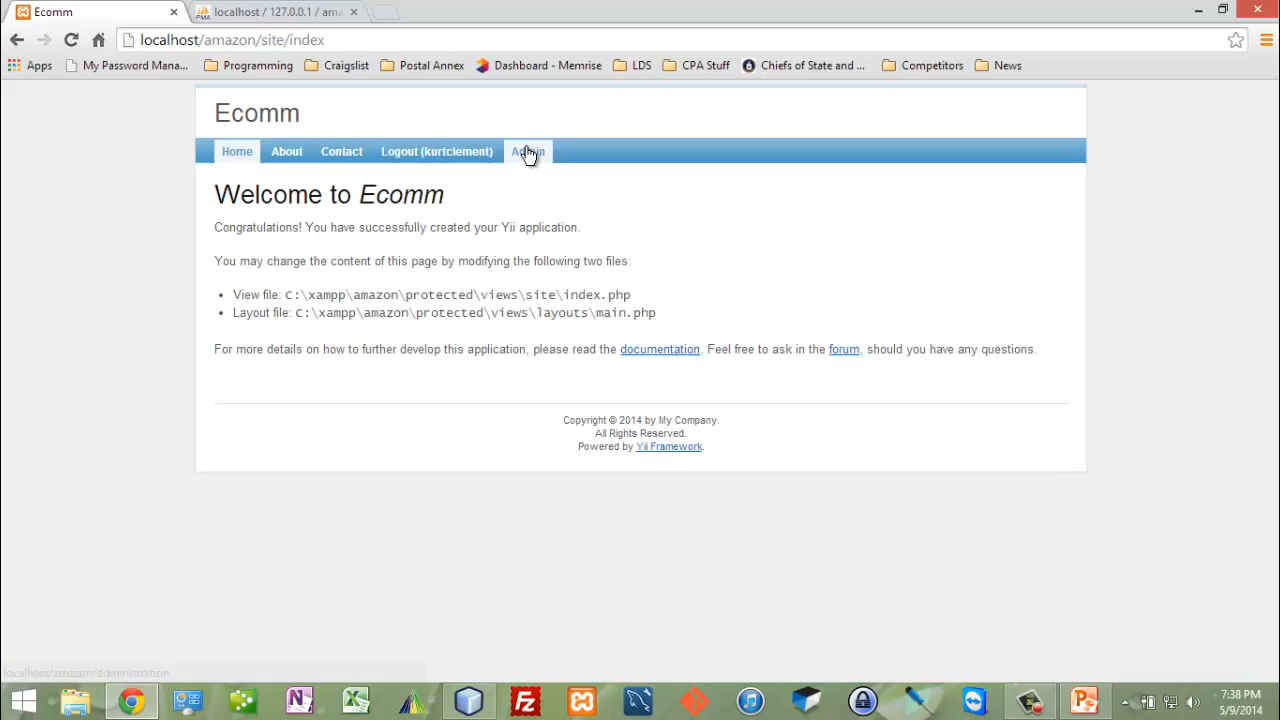 Ecomm
localhost / 127.0.0.1 / ama
localhost/amazon/site/index
Apps
My Password Mana...
Programming
Craigslist
Postal Annex
Dashboard - Memrise
LDS
CPA Stuff
Chiefs of State and ...
Competitors
News
Ecomm
Home
About
Contact
Logout (kurtclement)
Admin
Welcome to Ecomm
Congratulations! You have successfully created your Yii application.
You may change the content of this page by modifying the following two files:
• View file: C:\xampp\amazon\protected\views\site\index.php
• Layout file: C:\xampp\amazon\protected\views\layouts\main.php
For more details on how to further develop this application, please read the documentation. Feel free to ask in the forum, should you have any questions.
Copyright © 2014 by My Company.
All Rights Reserved.
Powered by Yii Framework.
localhost/amazon/administration
7:38 PM
5/9/2014